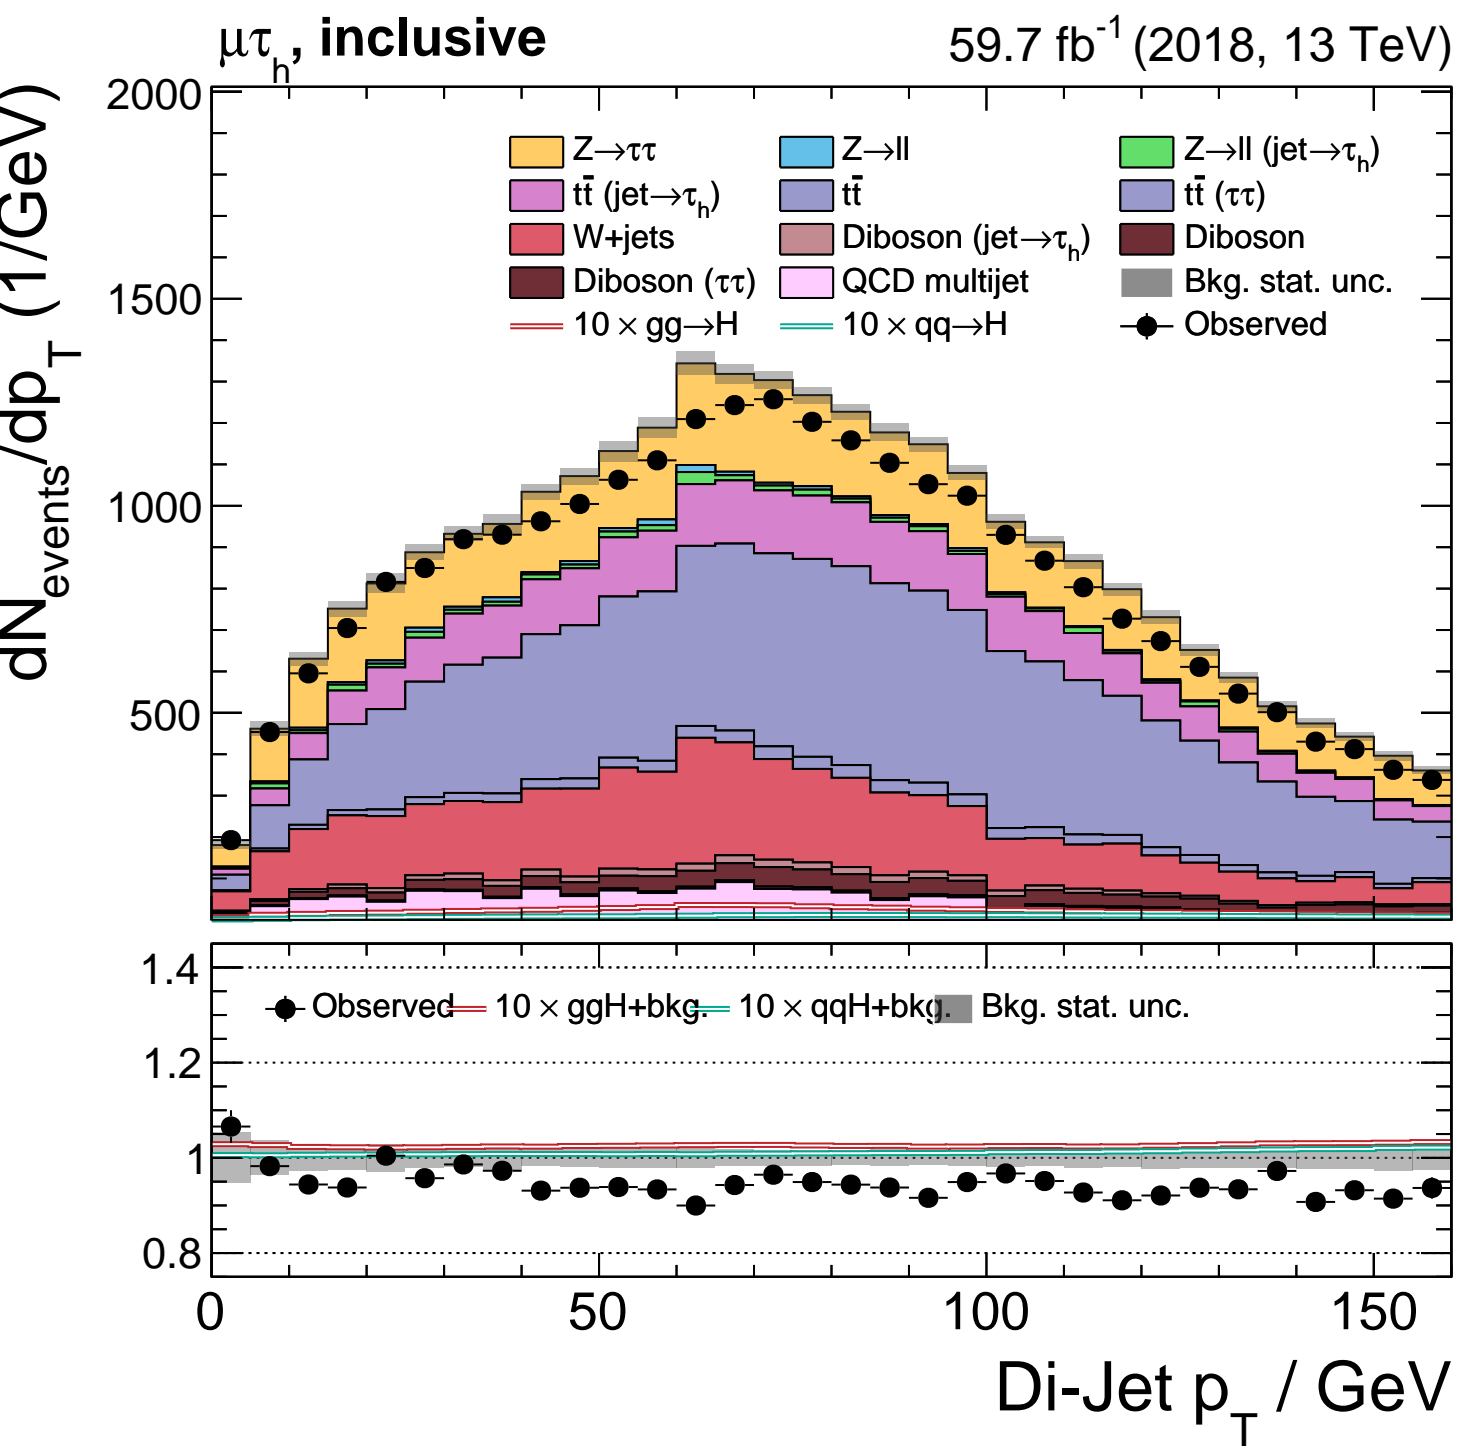 μτh, inclusive 59.7 fb-1 (2018, 13 TeV)
dNevents/dpT (1/GeV)
2000
1500
1000
500
Z→ττ Z→ll Z→ll (jet→τh)
tt̄ (jet→τh) tt̄ tt̄ (ττ)
W+jets Diboson (jet→τh) Diboson
Diboson (ττ) QCD multijet Bkg. stat. unc.
10 × gg→H 10 × qq→H Observed
1.4
1.2
1
0.8
Observed 10 × ggH+bkg. 10 × qqH+bkg. Bkg. stat. unc.
0 50 100 150
Di-Jet pT / GeV